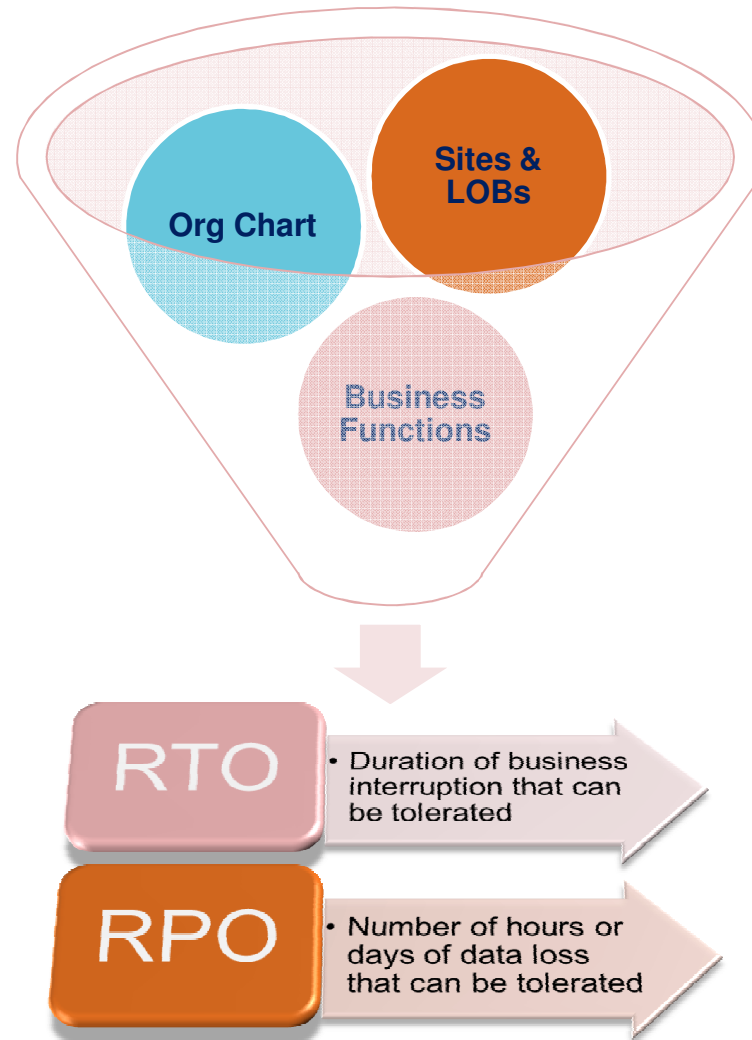 Sites &
LOBs
Org Chart
Business
Functions
RTO
• Duration of business
interruption that can
be tolerated
RPO
• Number of hours or
days of data loss
that can be tolerated